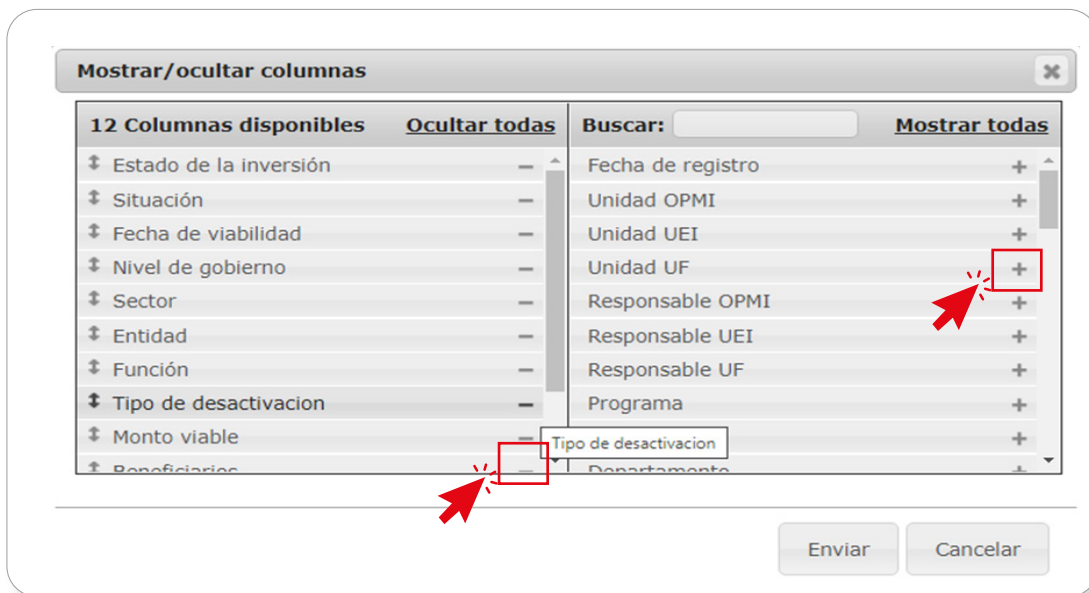 Mostrar/ocultar columnas
12 Columnas disponibles Ocultar todas
Estado de la inversión
Situación
Fecha de viabilidad
Nivel de gobierno
Sector
Entidad
Función
Tipo de desactivacion
Monto viable
Beneficiarios
Buscar: Mostrar todas
Fecha de registro
Unidad OPMI
Unidad UEI
Unidad UF
Responsable OPMI
Responsable UEI
Responsable UF
Programa
Tipo de desactivacion
Departamento
Enviar Cancelar